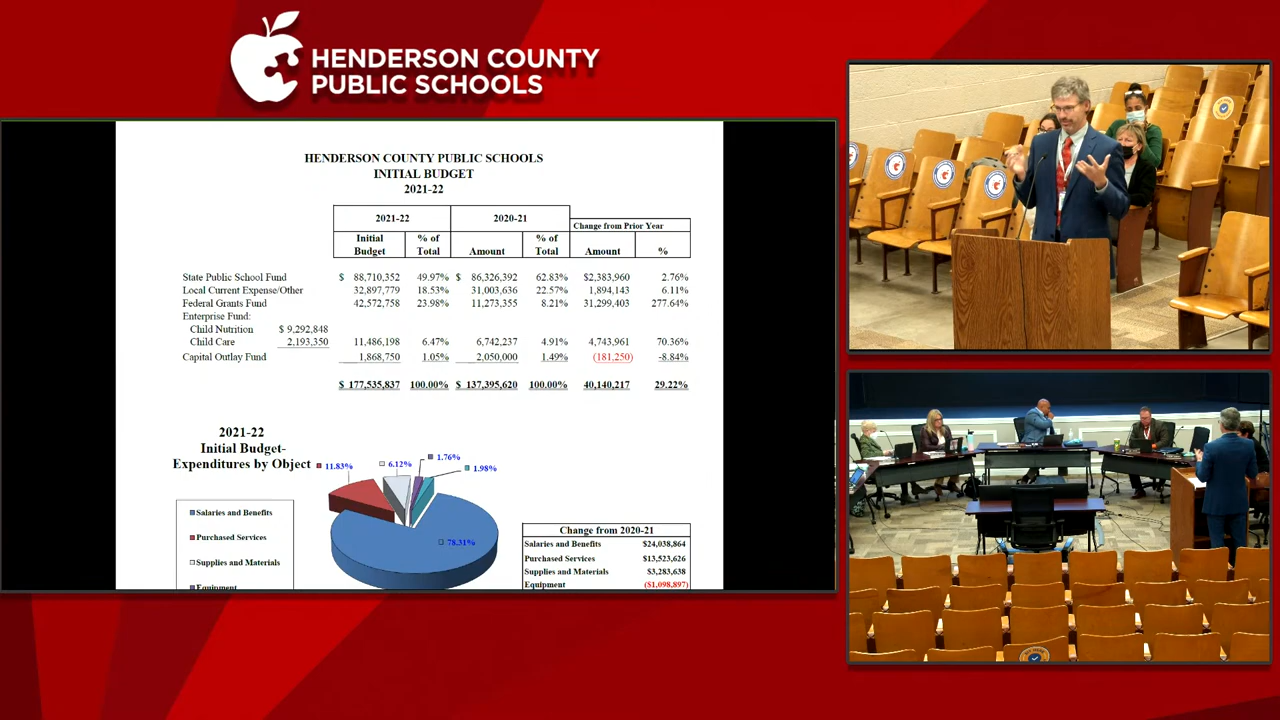 HENDERSON COUNTY
PUBLIC SCHOOLS
HENDERSON COUNTY PUBLIC SCHOOLS
INITIAL BUDGET
2021-22
2021-22 2020-21
Change from Prior Year
Initial Budget % of Total Amount % of Total Amount %
State Public School Fund $ 88,710,352 49.97% $ 86,326,392 62.83% $2,383,960 2.76%
Local Current Expense/Other 32,897,779 18.53% 31,003,636 22.57% 1,894,143 6.11%
Federal Grants Fund 42,572,758 23.98% 11,273,355 8.21% 31,299,403 277.64%
Enterprise Fund:
Child Nutrition $ 9,292,848
Child Care 2,193,350 11,486,198 6.47% 6,742,237 4.91% 4,743,961 70.36%
Capital Outlay Fund 1,868,750 1.05% 2,050,000 1.49% (181,250) -8.84%
$ 177,535,837 100.00% $ 137,395,620 100.00% 40,140,217 29.22%
2021-22
Initial Budget-
Expenditures by Object
11.83%
6.12%
1.76%
1.98%
78.31%
Salaries and Benefits
Purchased Services
Supplies and Materials
Equipment
Change from 2020-21
Salaries and Benefits $24,038,864
Purchased Services $13,523,626
Supplies and Materials $3,283,638
Equipment ($1,098,897)